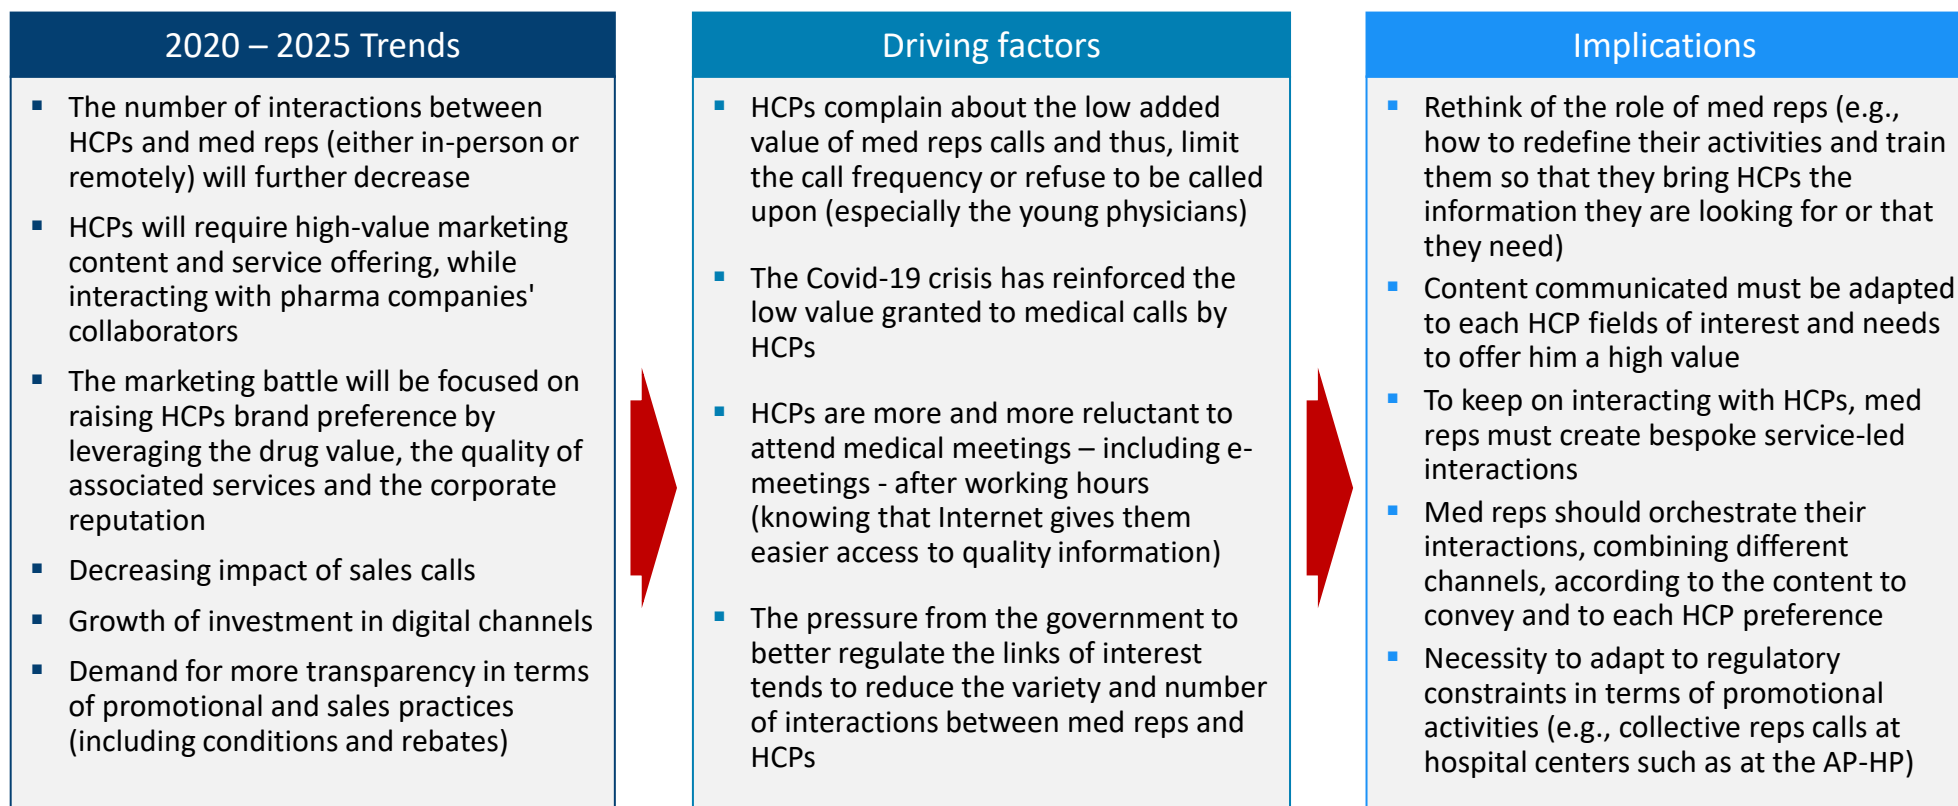 2020 – 2025 Trends
▪ The number of interactions between
HCPs and med reps (either in-person or
remotely) will further decrease
▪ HCPs will require high-value marketing
content and service offering, while
interacting with pharma companies'
collaborators
▪ The marketing battle will be focused on
raising HCPs brand preference by
leveraging the drug value, the quality of
associated services and the corporate
reputation
▪ Decreasing impact of sales calls
▪ Growth of investment in digital channels
▪ Demand for more transparency in terms
of promotional and sales practices
(including conditions and rebates)
Driving factors
▪ HCPs complain about the low added
value of med reps calls and thus, limit
the call frequency or refuse to be called
upon (especially the young physicians)
▪ The Covid-19 crisis has reinforced the
low value granted to medical calls by
HCPs
▪ HCPs are more and more reluctant to
attend medical meetings – including e-
meetings - after working hours
(knowing that Internet gives them
easier access to quality information)
▪ The pressure from the government to
better regulate the links of interest
tends to reduce the variety and number
of interactions between med reps and
HCPs
Implications
▪ Rethink of the role of med reps (e.g.,
how to redefine their activities and train
them so that they bring HCPs the
information they are looking for or that
they need)
▪ Content communicated must be adapted
to each HCP fields of interest and needs
to offer him a high value
▪ To keep on interacting with HCPs, med
reps must create bespoke service-led
interactions
▪ Med reps should orchestrate their
interactions, combining different
channels, according to the content to
convey and to each HCP preference
▪ Necessity to adapt to regulatory
constraints in terms of promotional
activities (e.g., collective reps calls at
hospital centers such as at the AP-HP)